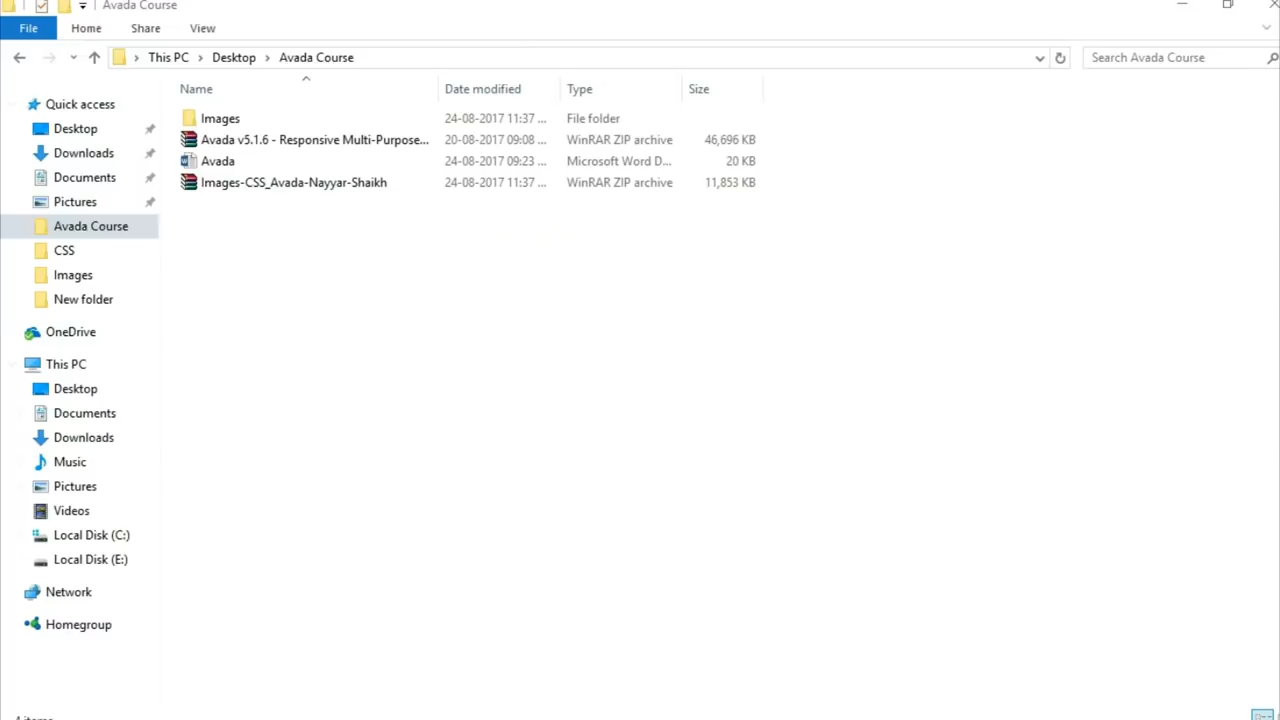 Avada Course
File Home Share View
This PC Desktop Avada Course Search Avada Course
Name Date modified Type Size
Images 24-08-2017 11:37 ... File folder
Avada v5.1.6 - Responsive Multi-Purpose... 20-08-2017 09:08 ... WinRAR ZIP archive 46,696 KB
Avada 24-08-2017 09:23 ... Microsoft Word D... 20 KB
Images-CSS_Avada-Nayyar-Shaikh 24-08-2017 11:37 ... WinRAR ZIP archive 11,853 KB
Quick access
Desktop
Downloads
Documents
Pictures
Avada Course
CSS
Images
New folder
OneDrive
This PC
Desktop
Documents
Downloads
Music
Pictures
Videos
Local Disk (C:)
Local Disk (E:)
Network
Homegroup
4 items